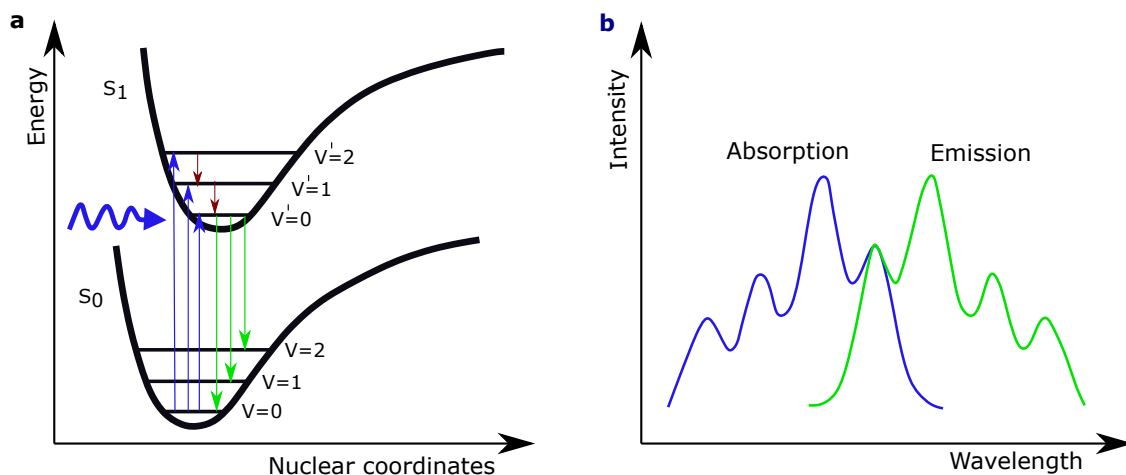 a
Energy
S1
V'=2
V'=1
V'=0
S0
V=2
V=1
V=0
Nuclear coordinates
b
Intensity
Absorption
Emission
Wavelength